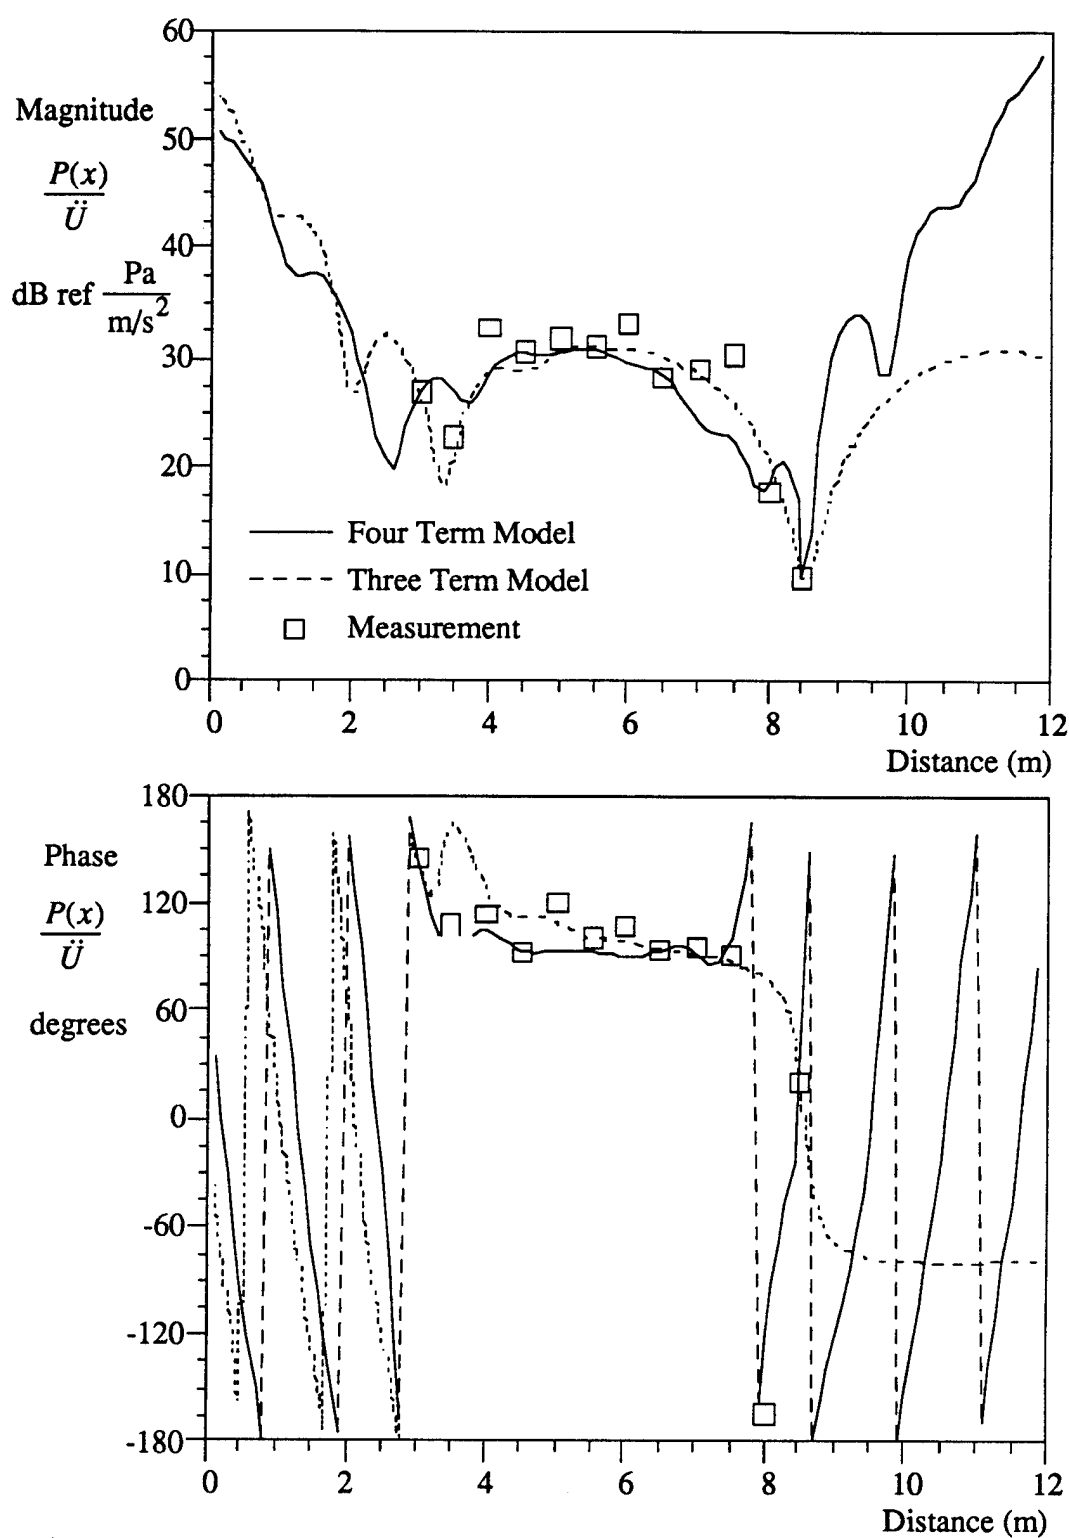 60
Magnitude
50
P(x)
Ü
40
dB ref Pa
m/s²
30
20
Four Term Model
10
Three Term Model
Measurement
0
0 2 4 6 8 10 12
Distance (m)
180
Phase
120
P(x)
Ü
60
degrees
0
-60
-120
-180
0 2 4 6 8 10 12
Distance (m)